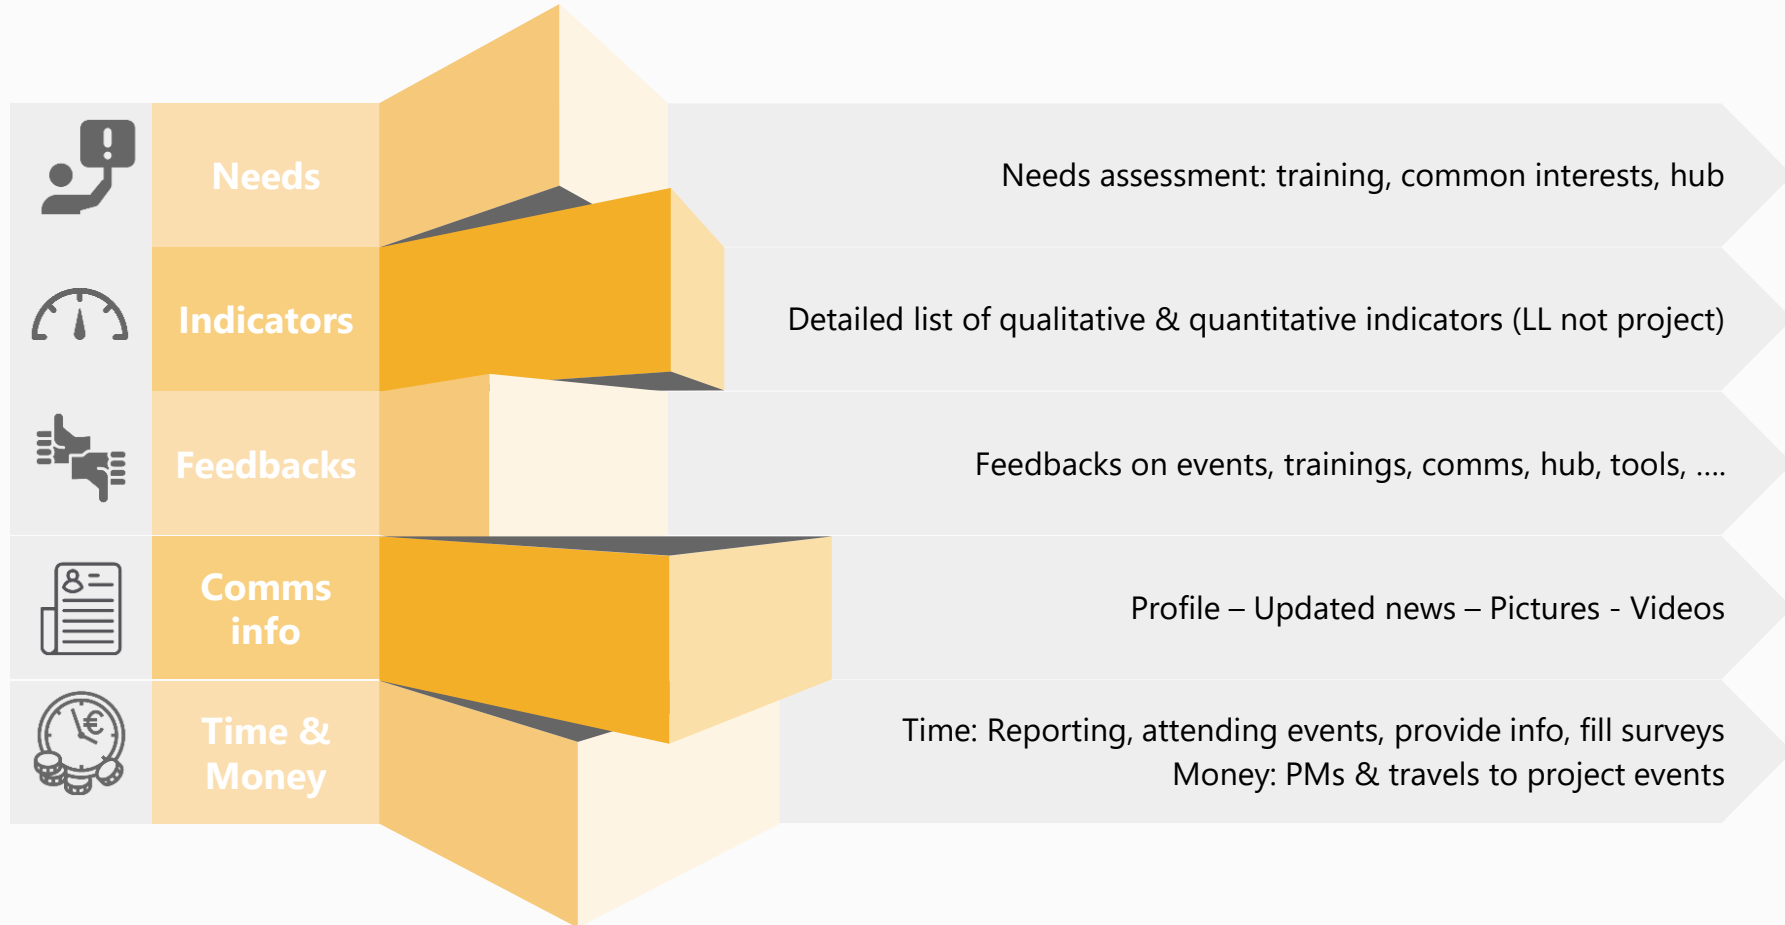 Needs
Needs assessment: training, common interests, hub
Indicators
Detailed list of qualitative & quantitative indicators (LL not project)
Feedbacks
Feedbacks on events, trainings, comms, hub, tools, ....
Comms
info
Profile – Updated news – Pictures - Videos
Time &
Money
Time: Reporting, attending events, provide info, fill surveys
Money: PMs & travels to project events